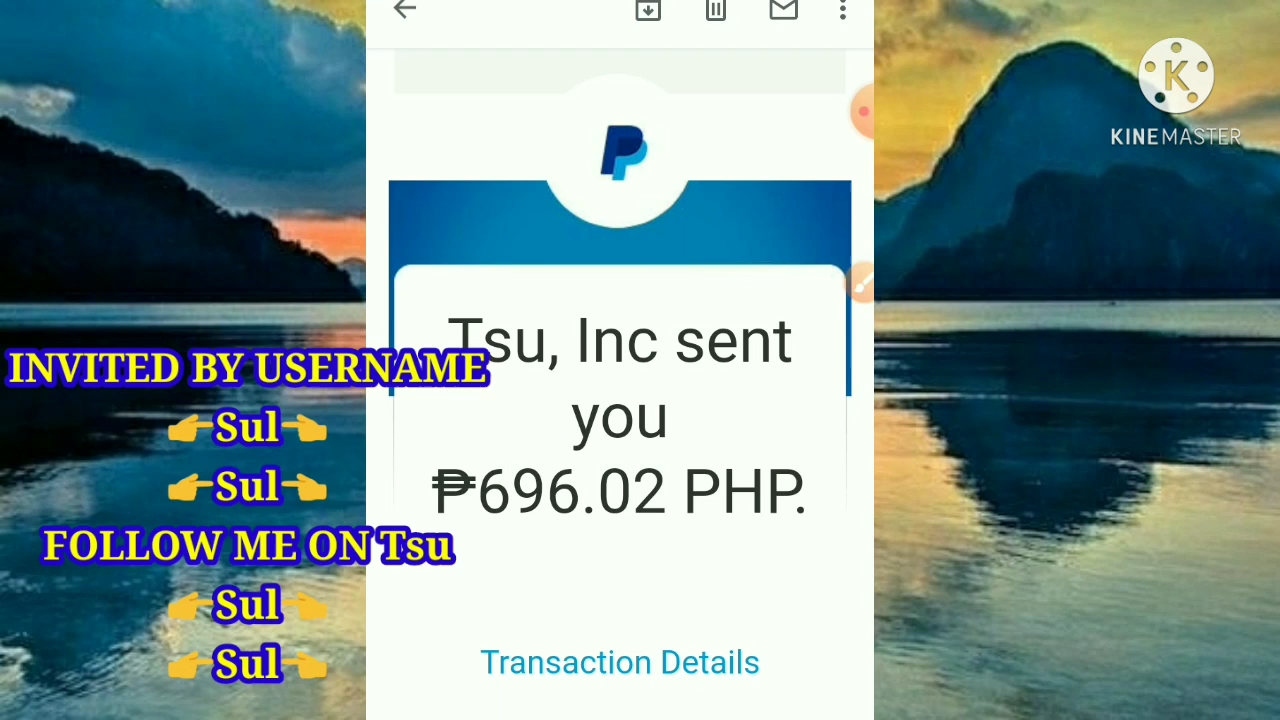 K
KINEMASTER
Tsu, Inc sent
you
₱696.02 PHP.
Transaction Details
INVITED BY USERNAME
👉Sul👈
👉Sul👈
FOLLOW ME ON Tsu
👉Sul👈
👉Sul👈